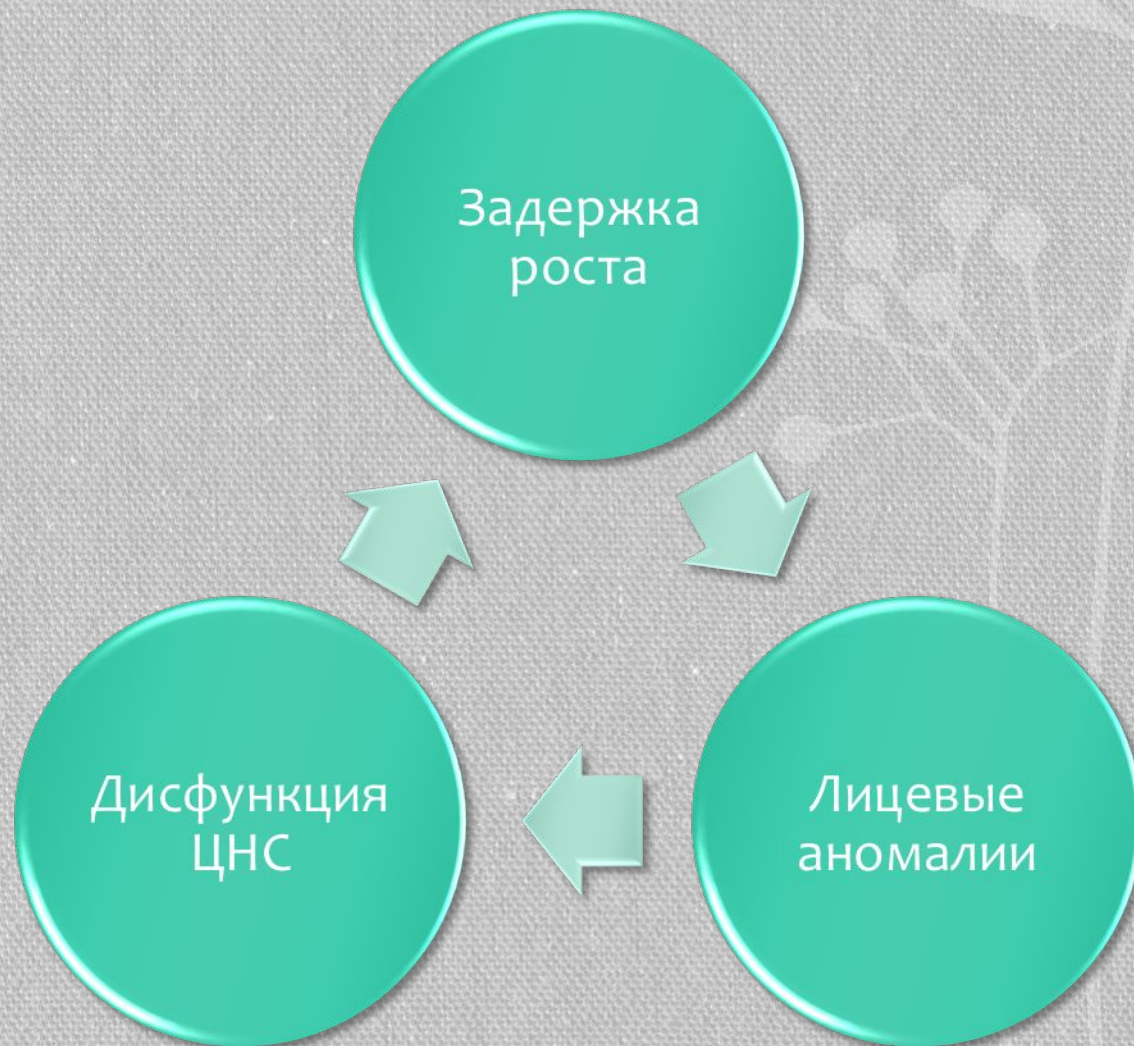 Задержка
роста
Дисфункция
ЦНС
Лицевые
аномалии